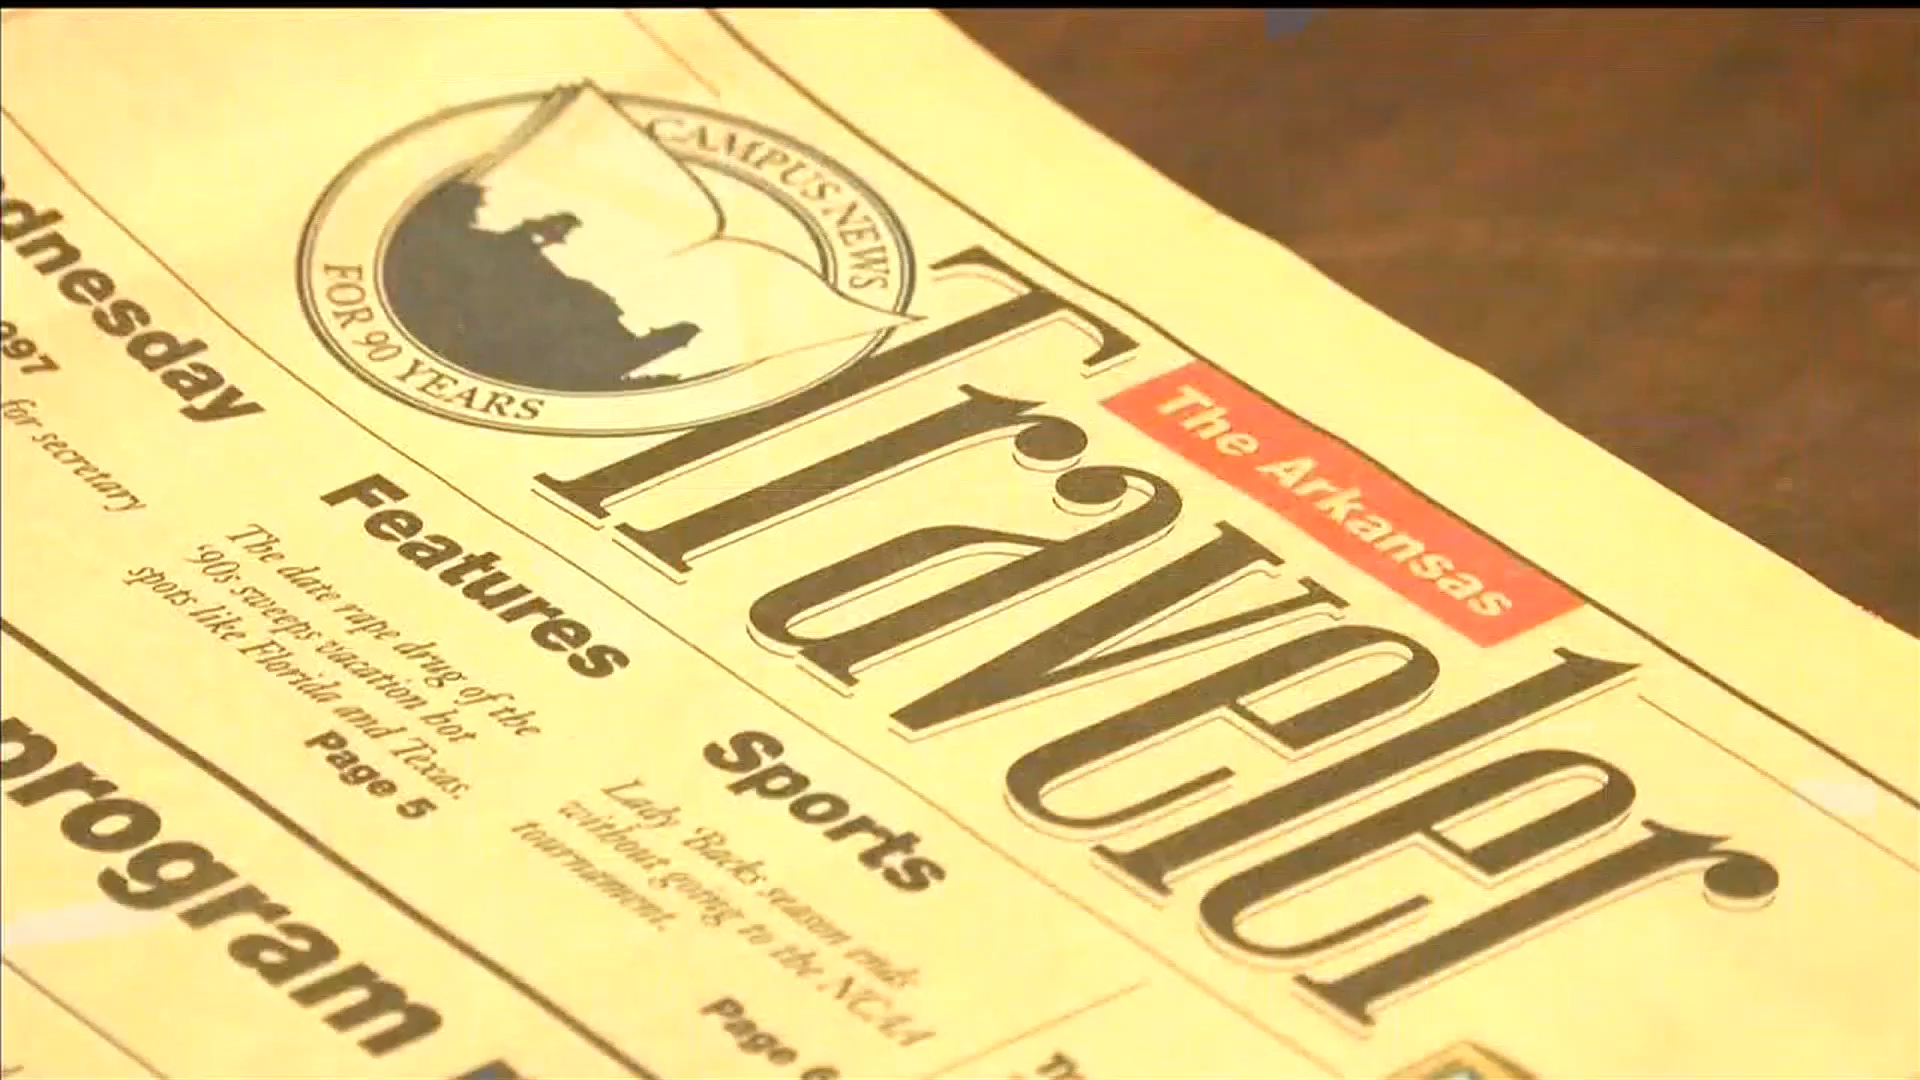 CAMPUS NEWS
FOR 90 YEARS
The Arkansas
Traveler
for secretary
Features
The date rape drug of the
'90s sweeps vacation hot
spots like Florida and Texas.
Page 5
Sports
Lady 'Backs season ends
without going to the NCAA
tournament.
Page 6
program